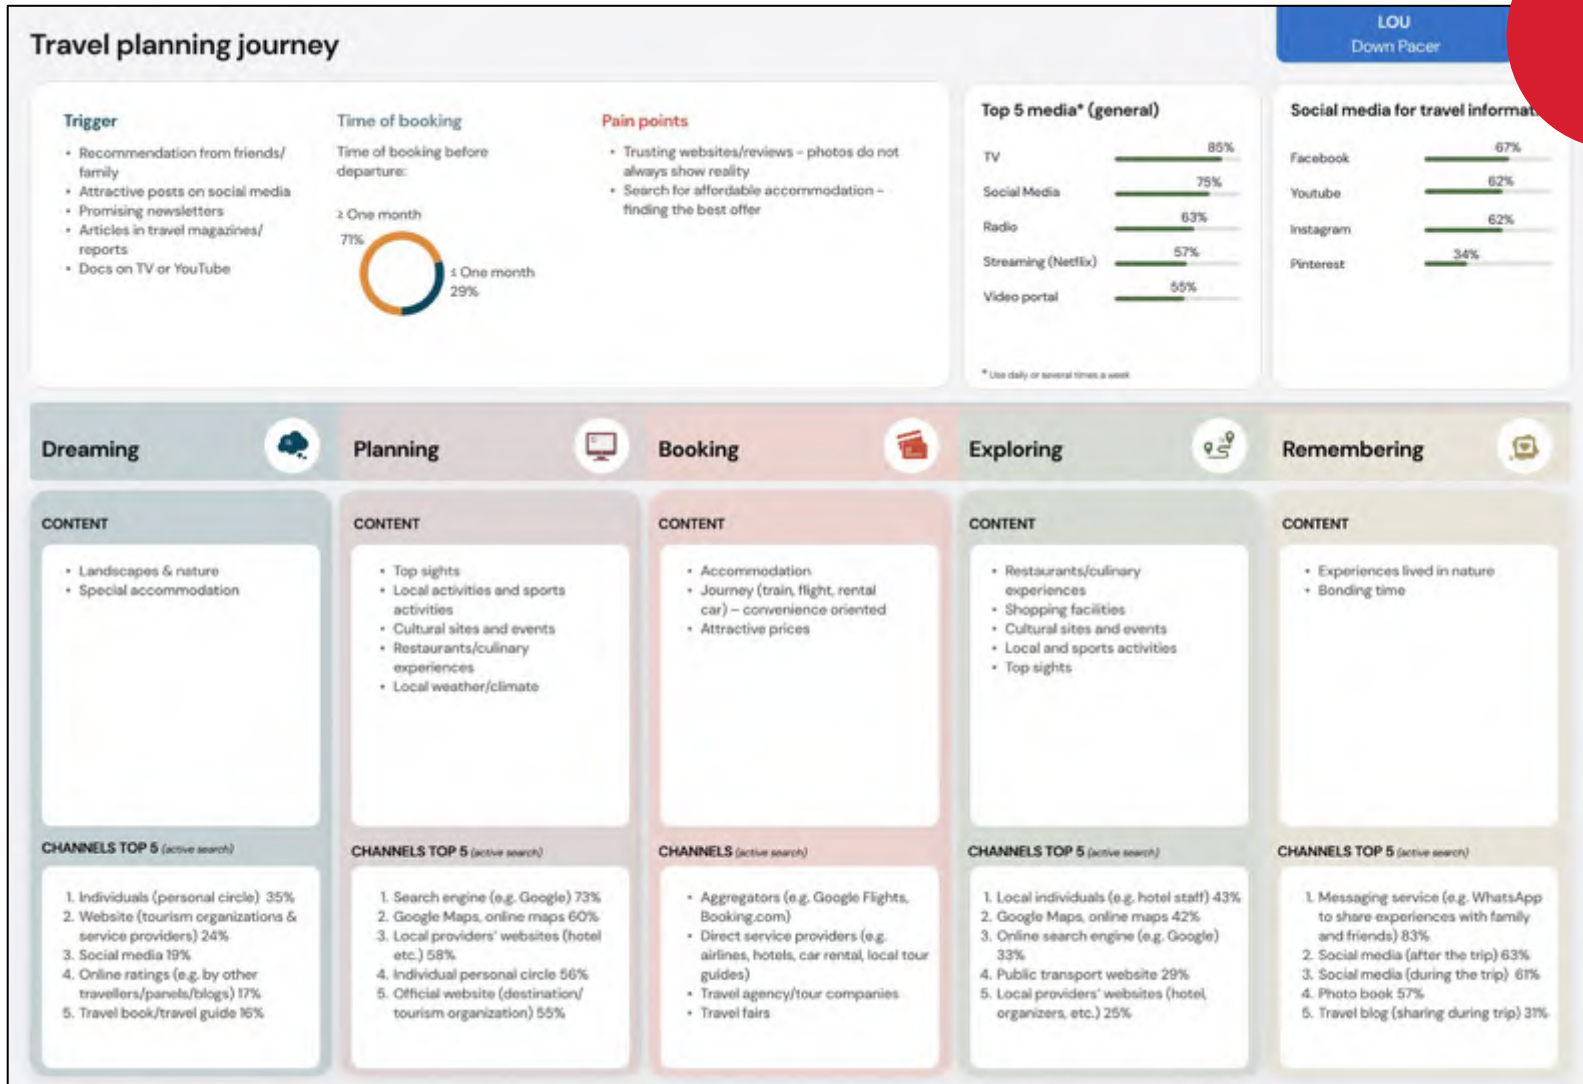 Travel planning journey
LOU
Down Pacer
Trigger
• Recommendation from friends/
family
• Attractive posts on social media
• Promising newsletters
• Articles in travel magazines/
reports
• Docs on TV or YouTube
Time of booking
Time of booking before
departure:
≥ One month
71%
≤ One month
29%
Pain points
• Trusting websites/reviews – photos do not
always show reality
• Search for affordable accommodation –
finding the best offer
Top 5 media* (general)
TV 85%
Social Media 75%
Radio 63%
Streaming (Netflix) 57%
Video portal 55%
* Use daily or several times a week
Social media for travel informat
Facebook 67%
Youtube 62%
Instagram 62%
Pinterest 34%
Dreaming
Planning
Booking
Exploring
Remembering
CONTENT
• Landscapes & nature
• Special accommodation
CHANNELS TOP 5 (active search)
1. Individuals (personal circle) 35%
2. Website (tourism organizations &
service providers) 24%
3. Social media 19%
4. Online ratings (e.g. by other
travellers/panels/blogs) 17%
5. Travel book/travel guide 16%
CONTENT
• Top sights
• Local activities and sports
activities
• Cultural sites and events
• Restaurants/culinary
experiences
• Local weather/climate
CHANNELS TOP 5 (active search)
1. Search engine (e.g. Google) 73%
2. Google Maps, online maps 60%
3. Local providers' websites (hotel
etc.) 58%
4. Individual personal circle 56%
5. Official website (destination/
tourism organization) 55%
CONTENT
• Accommodation
• Journey (train, flight, rental
car) – convenience oriented
• Attractive prices
CHANNELS (active search)
• Aggregators (e.g. Google Flights,
Booking.com)
• Direct service providers (e.g.
airlines, hotels, car rental, local tour
guides)
• Travel agency/tour companies
• Travel fairs
CONTENT
• Restaurants/culinary
experiences
• Shopping facilities
• Cultural sites and events
• Local and sports activities
• Top sights
CHANNELS TOP 5 (active search)
1. Local individuals (e.g. hotel staff) 43%
2. Google Maps, online maps 42%
3. Online search engine (e.g. Google)
33%
4. Public transport website 29%
5. Local providers' websites (hotel,
organizers, etc.) 25%
CONTENT
• Experiences lived in nature
• Bonding time
CHANNELS TOP 5 (active search)
1. Messaging service (e.g. WhatsApp
to share experiences with family
and friends) 83%
2. Social media (after the trip) 63%
3. Social media (during the trip) 61%
4. Photo book 57%
5. Travel blog (sharing during trip) 31%